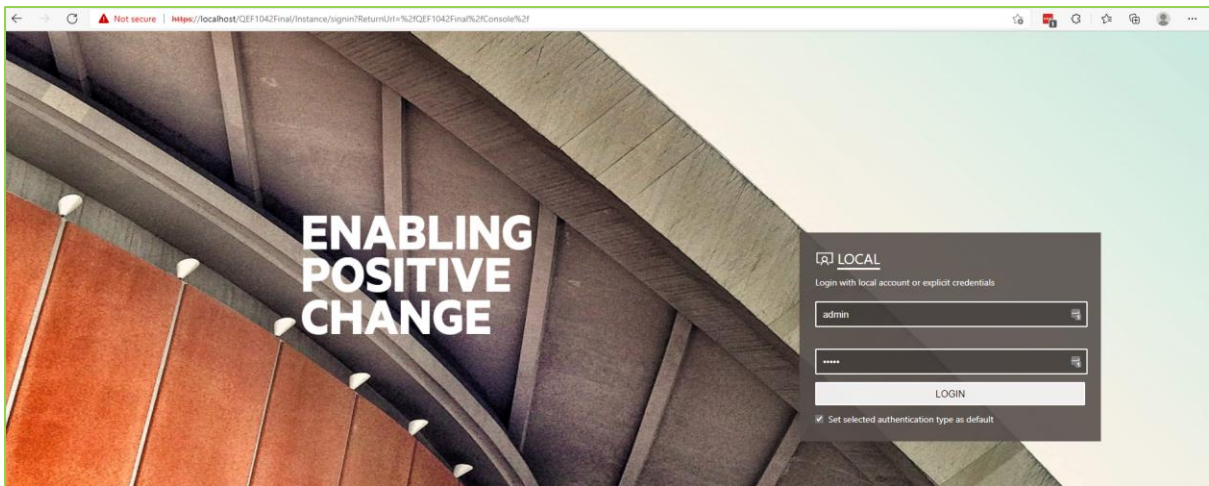 Not secure | https://localhost/QEF1042Final/Instance/signin?ReturnUrl=%2fQEF1042Final%2fConsole%2f
ENABLING
POSITIVE
CHANGE
LOCAL
Login with local account or explicit credentials
admin
•••••
LOGIN
Set selected authentication type as default